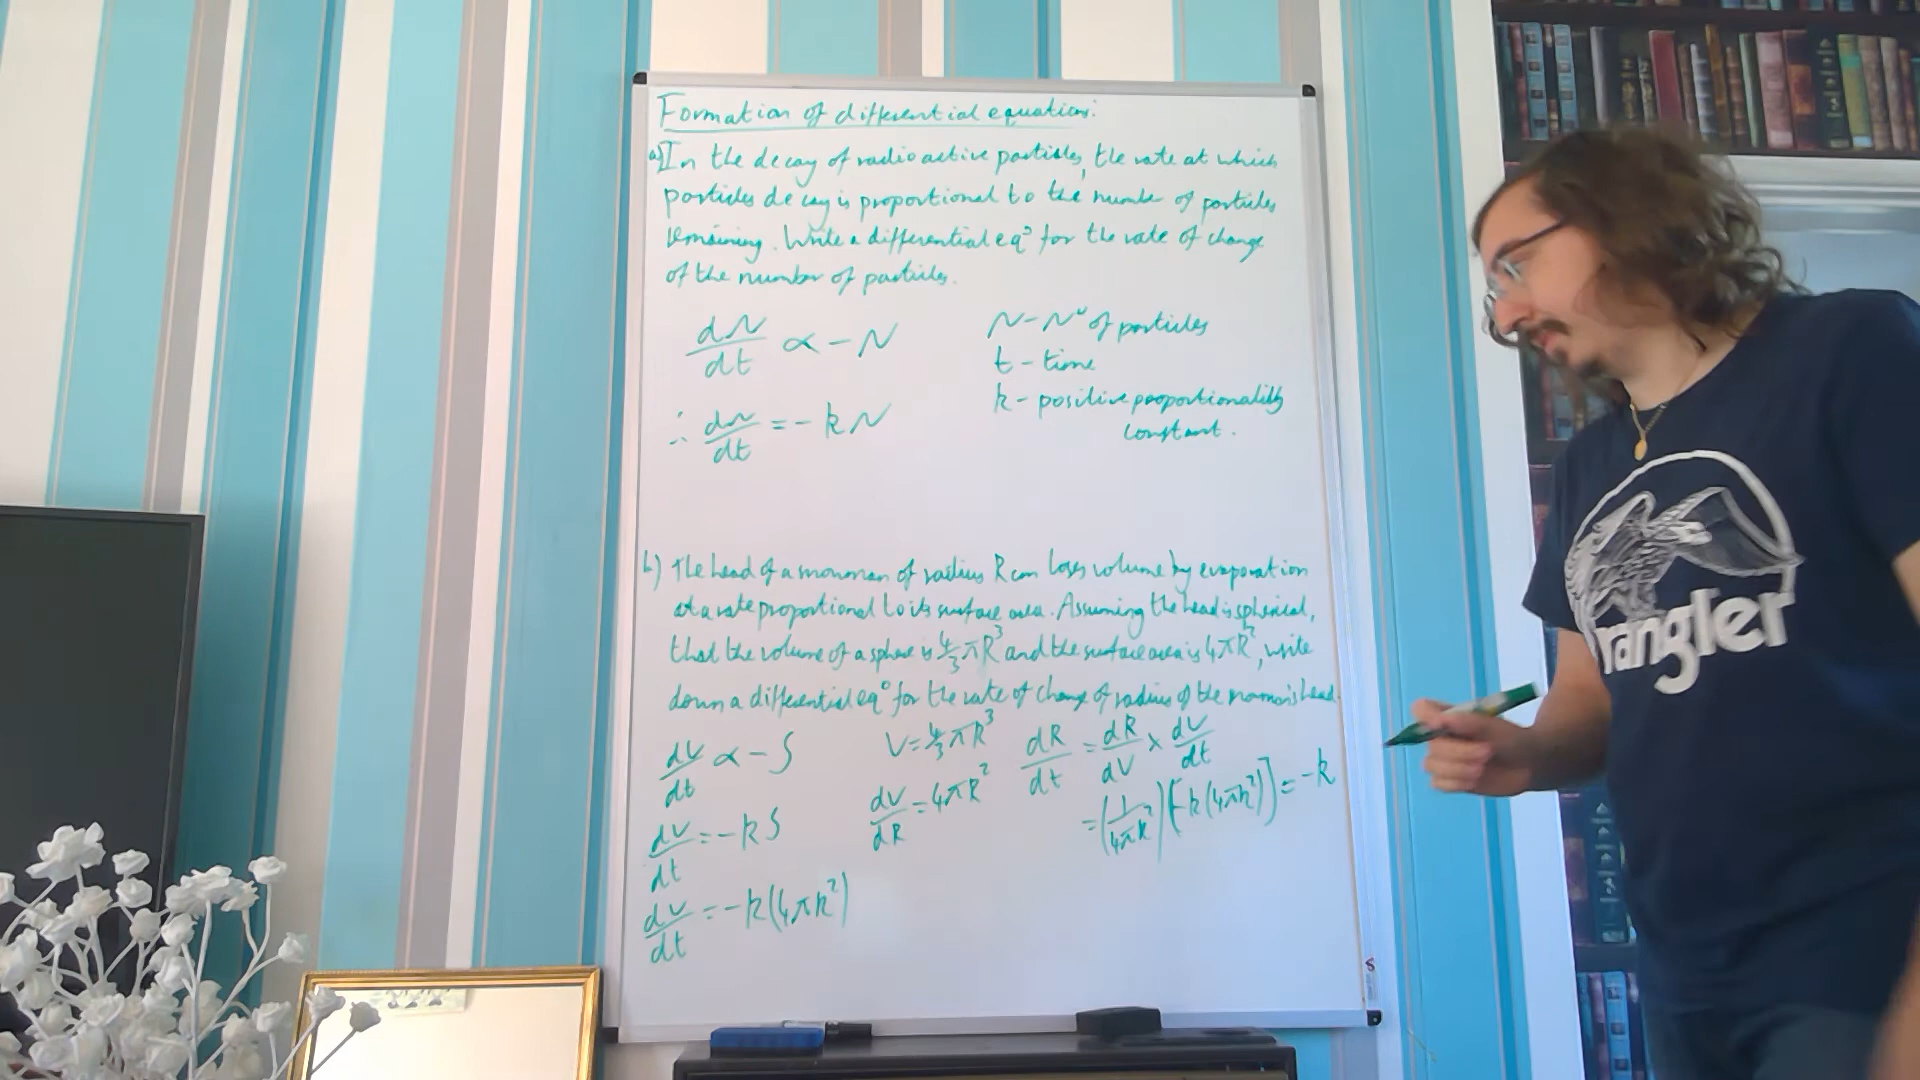 Formation of differential equations:
a) In the decay of radioactive particles, the rate at which
particles decay is proportional to the number of particles
remaining. Write a differential eqⁿ for the rate of change
of the number of particles.
dN/dt ∝ -N
N - Nº of particles
t - time
∴ dN/dt = -kN
k - positive proportionality
constant.
b) The head of a snowman of radius R cm loses volume by evaporation
at a rate proportional to its surface area. Assuming the head is spherical,
that the volume of a sphere is 4/3 πR³ and the surface area is 4πR², write
down a differential eqⁿ for the rate of change of radius of the head.
dV/dt ∝ -S
V = 4/3 πR³
dR/dt = dR/dV × dV/dt
dV/dt = -kS
dV/dR = 4πR²
= (1/4πR²)[-k(4πR²)] = -k
dV/dt = -k(4πR²)
wrangler